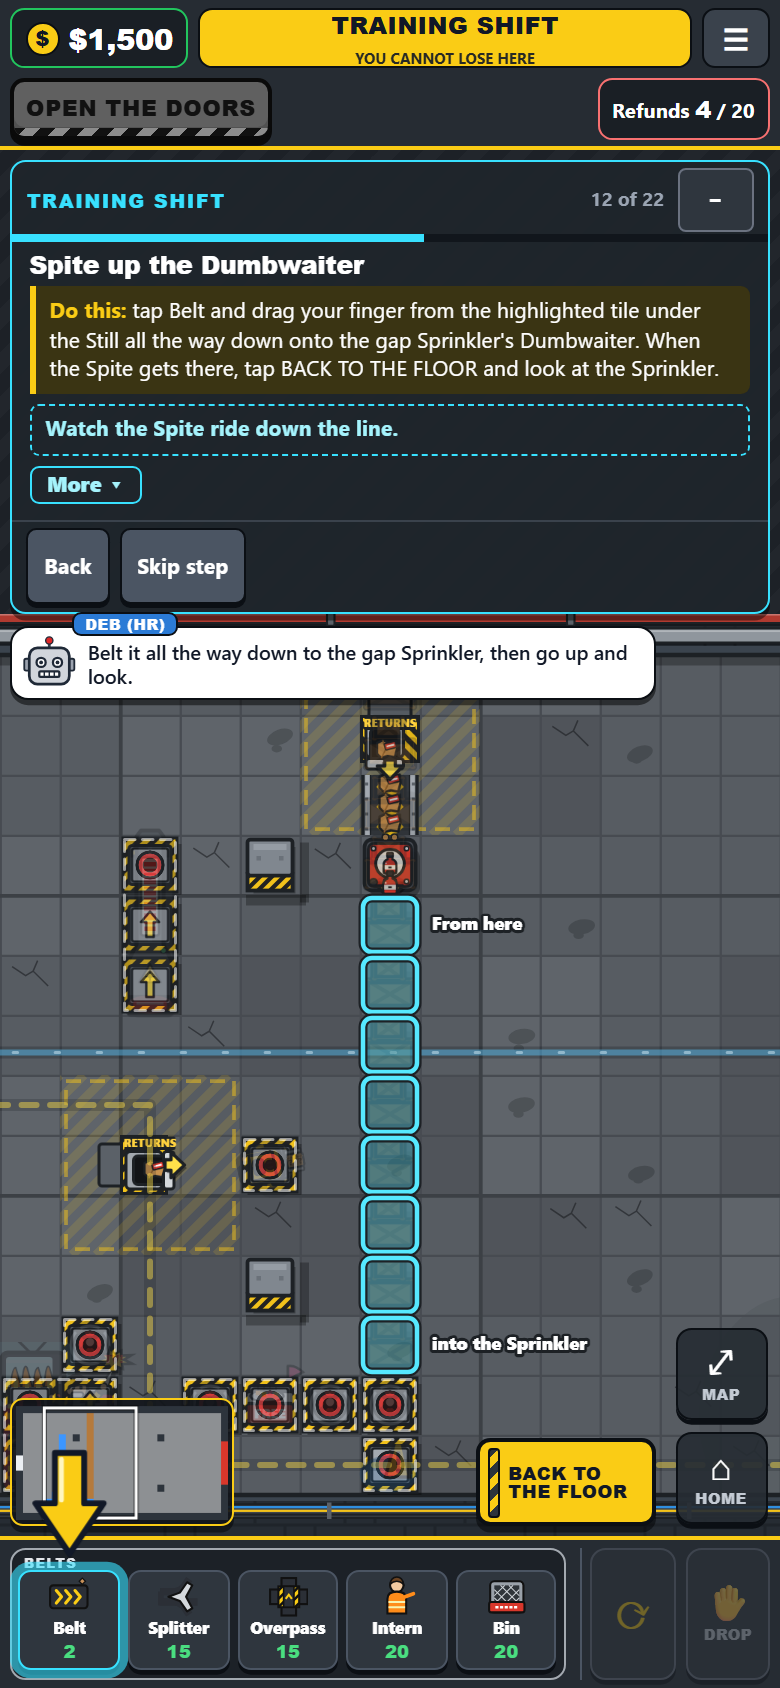 $ $1,500
TRAINING SHIFT
YOU CANNOT LOSE HERE
OPEN THE DOORS
Refunds 4 / 20
TRAINING SHIFT
12 of 22
Spite up the Dumbwaiter
Do this: tap Belt and drag your finger from the highlighted tile under
the Still all the way down onto the gap Sprinkler's Dumbwaiter. When
the Spite gets there, tap BACK TO THE FLOOR and look at the Sprinkler.
Watch the Spite ride down the line.
More
Back
Skip step
DEB (HR)
Belt it all the way down to the gap Sprinkler, then go up and
look.
RETURNS
From here
RETURNS
into the Sprinkler
MAP
BACK TO
THE FLOOR
HOME
BELTS
Belt
2
Splitter
15
Overpass
15
Intern
20
Bin
20
DROP